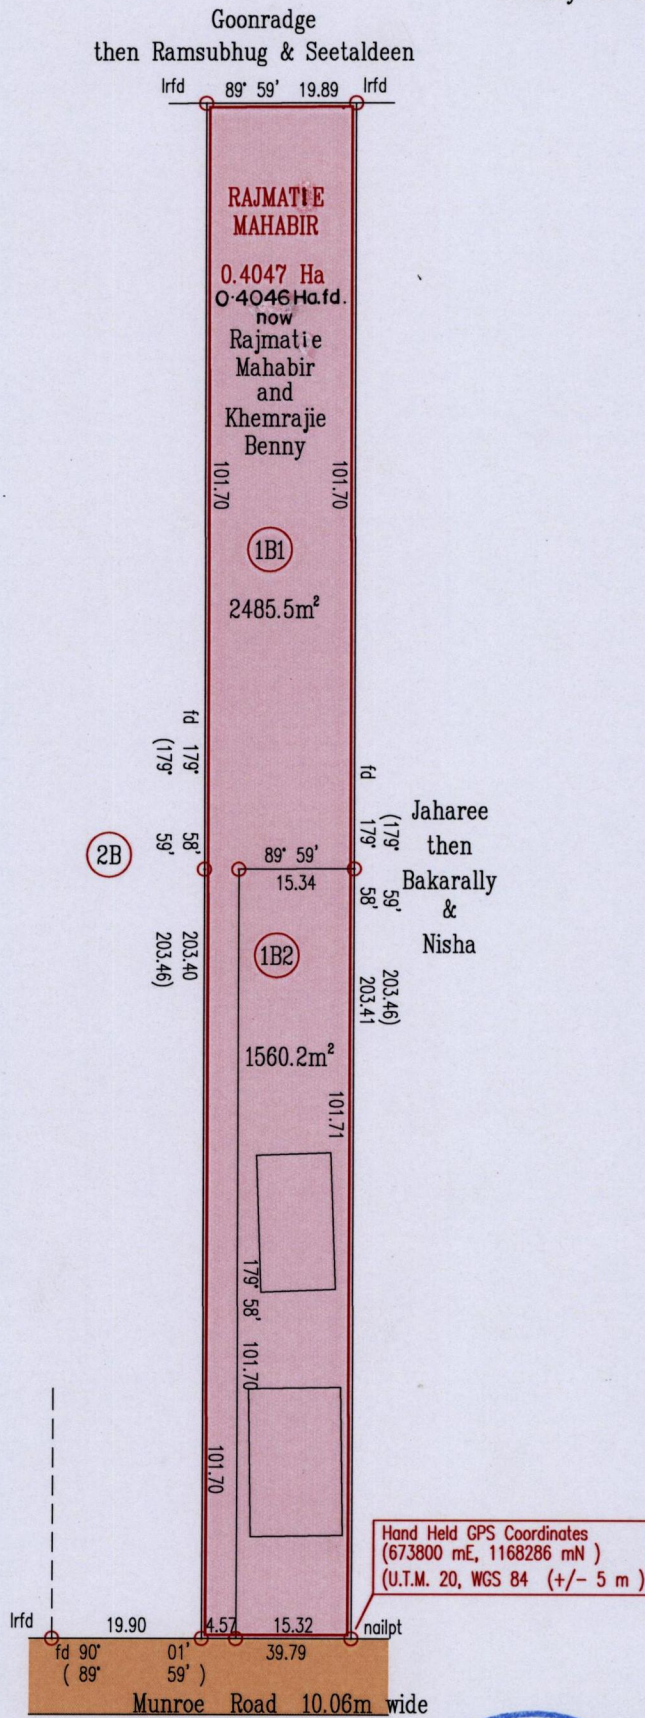 Goonradge
then Ramsubhug & Seetaldeen
Irfd 89° 59' 19.89 Irfd
RAJMATIE
MAHABIR
0.4047 Ha
0.4046 Ha.fd.
now
Rajmatie
Mahabir
and
Khemrajie
Benny
101.70
101.70
1B1
2485.5m²
fd 179° 58' 203.40
(179° 59' 203.46)
(179° 59' 203.46)
fd 179° 58' 203.41
Jaharee
then
Bakarally
&
Nisha
2B
89° 59'
15.34
1B2
1560.2m²
101.71
179° 58' 101.70
101.70
Hand Held GPS Coordinates
(673800 mE, 1168286 mN )
(U.T.M. 20, WGS 84 (+/- 5 m )
Irfd 19.90 4.57 15.32 nailpt
fd 90° 01' 39.79
( 89° 59' )
Munroe Road 10.06m wide